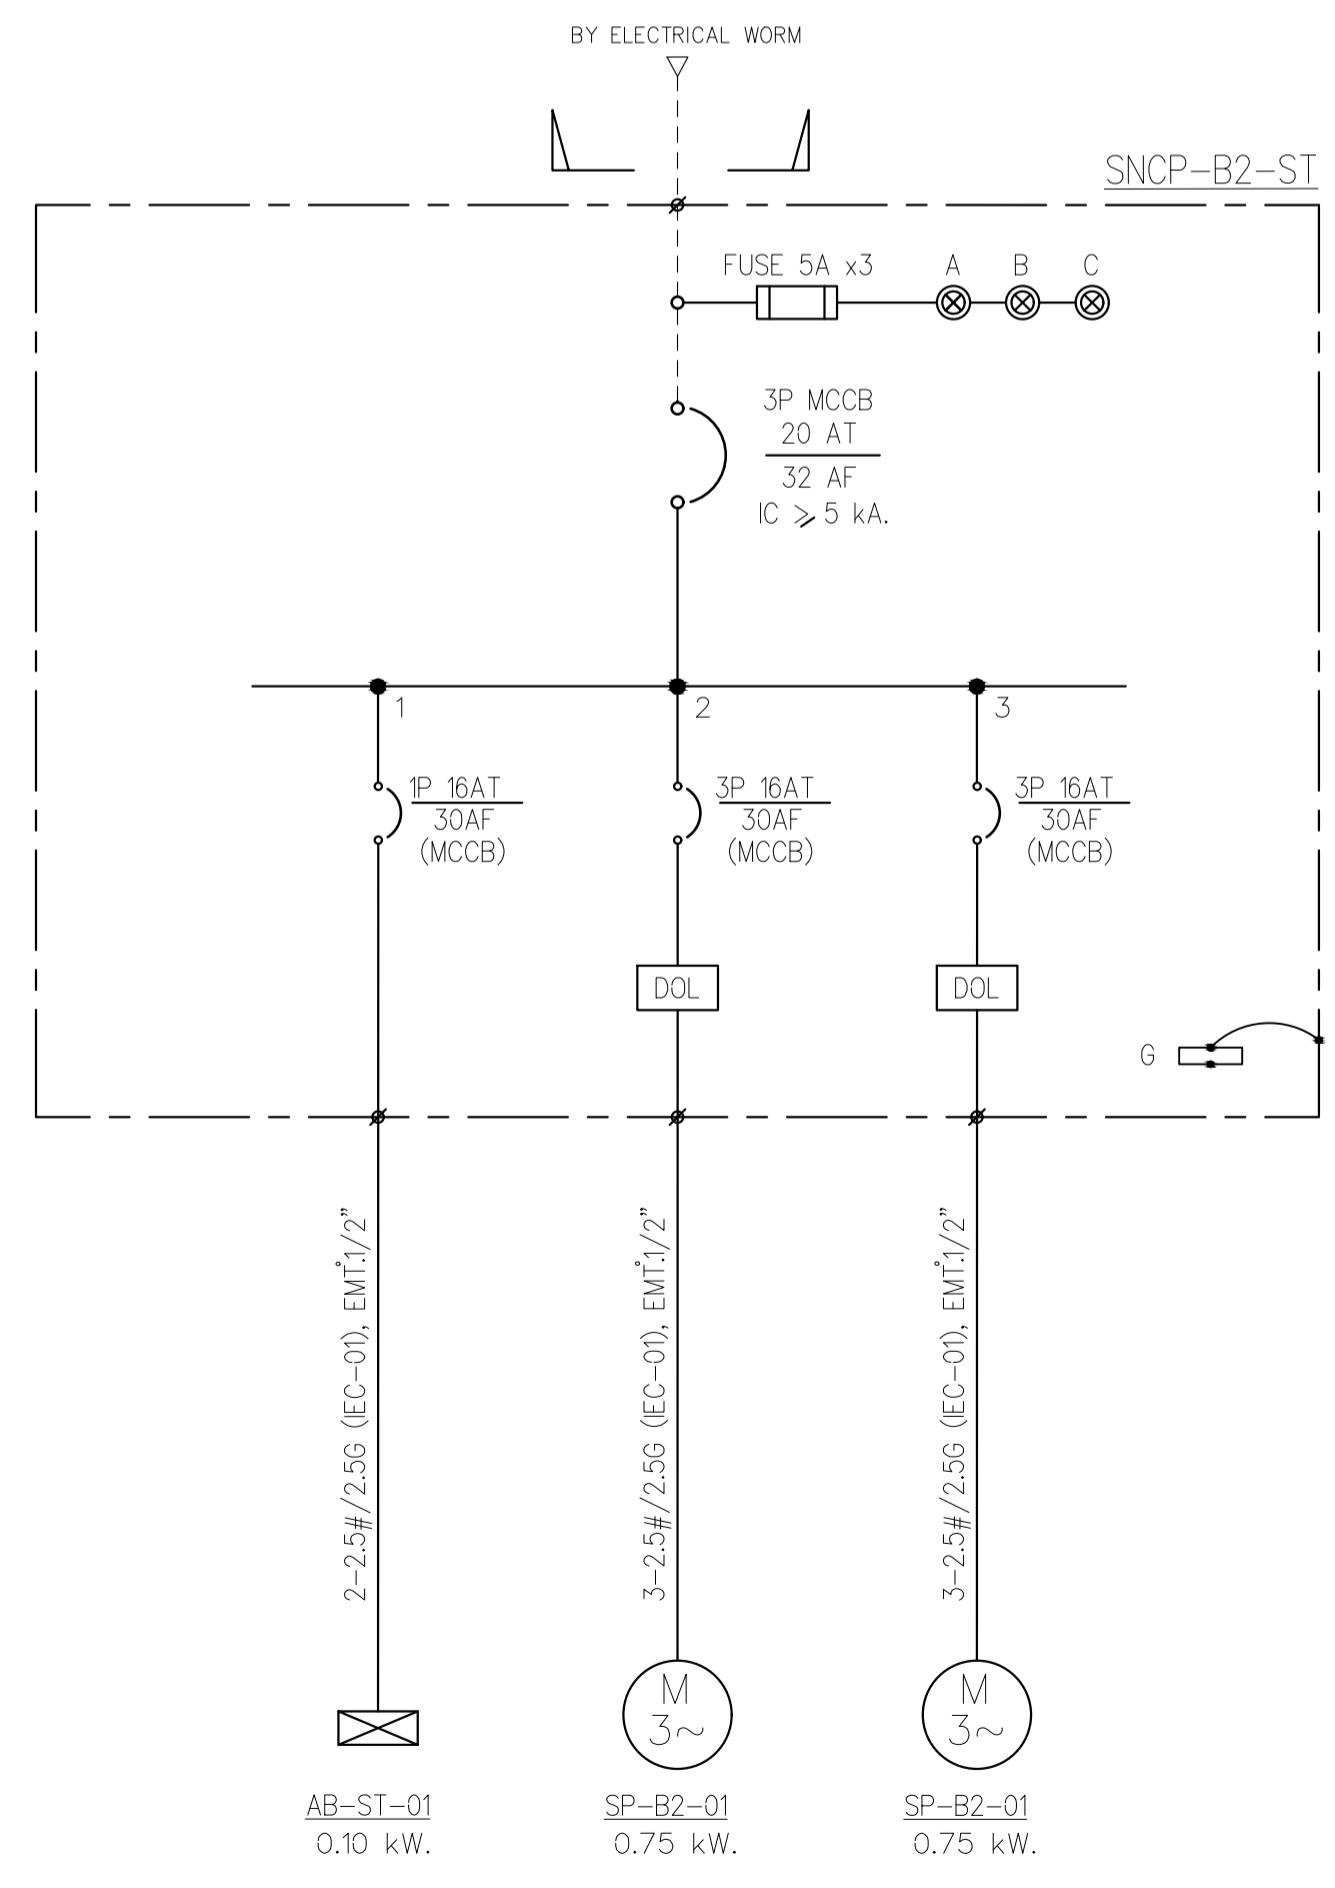 BY ELECTRICAL WORM
SNCP-B2-ST
FUSE 5A x3
A
B
C
3P MCCB
20 AT
32 AF
IC ⩾ 5 kA.
1
2
3
1P 16AT
30AF
(MCCB)
3P 16AT
30AF
(MCCB)
3P 16AT
30AF
(MCCB)
DOL
DOL
G
2-2.5#/2.5G (IEC-01), EMT.1/2"
3-2.5#/2.5G (IEC-01), EMT.1/2"
3-2.5#/2.5G (IEC-01), EMT.1/2"
M
3~
M
3~
AB-ST-01
0.10 kW.
SP-B2-01
0.75 kW.
SP-B2-01
0.75 kW.